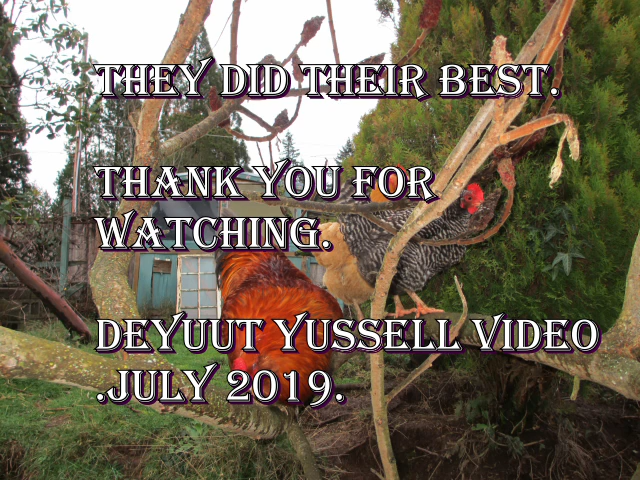 THEY DID THEIR BEST.
THANK YOU FOR
WATCHING.
DEYUUT YUSSELL VIDEO
.JULY 2019.